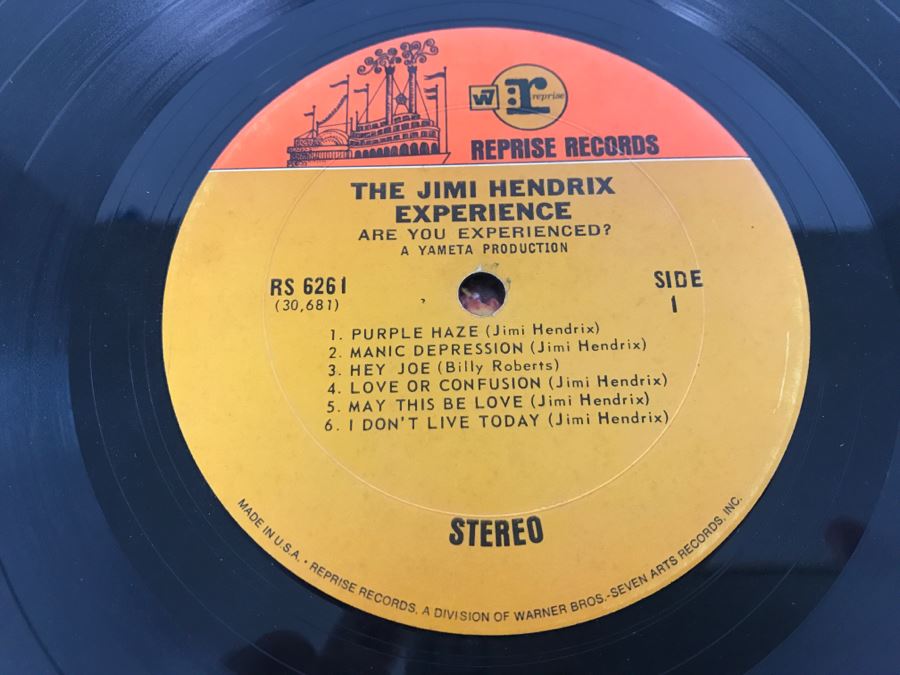 W7
r reprise
REPRISE RECORDS
THE JIMI HENDRIX
EXPERIENCE
ARE YOU EXPERIENCED?
A YAMETA PRODUCTION
RS 6261
(30,681)
SIDE
1
1. PURPLE HAZE (Jimi Hendrix)
2. MANIC DEPRESSION (Jimi Hendrix)
3. HEY JOE (Billy Roberts)
4. LOVE OR CONFUSION (Jimi Hendrix)
5. MAY THIS BE LOVE (Jimi Hendrix)
6. I DON'T LIVE TODAY (Jimi Hendrix)
STEREO
MADE IN U.S.A. • REPRISE RECORDS, A DIVISION OF WARNER BROS.-SEVEN ARTS RECORDS, INC.